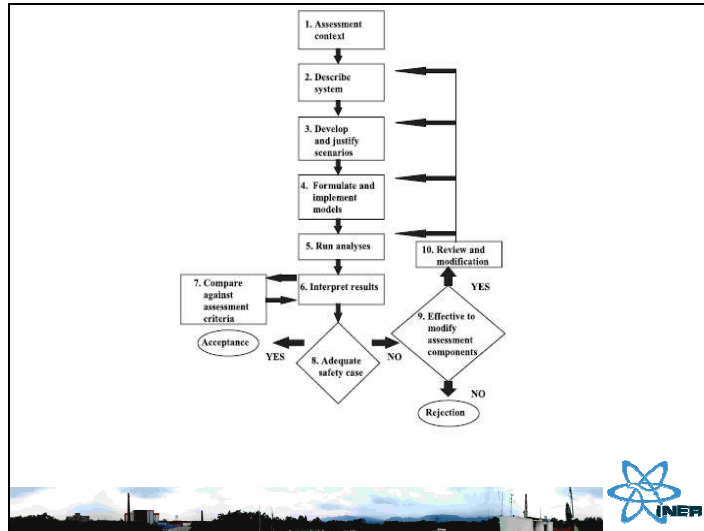 1. Assessment
context
2. Describe
system
3. Develop
and justify
scenarios
4. Formulate and
implement
models
5. Run analyses
10. Review and
modification
6. Interpret results
7. Compare
against
assessment
criteria
YES
9. Effective to
modify
assessment
components
Acceptance
YES
8. Adequate
safety case
NO
NO
Rejection
INER